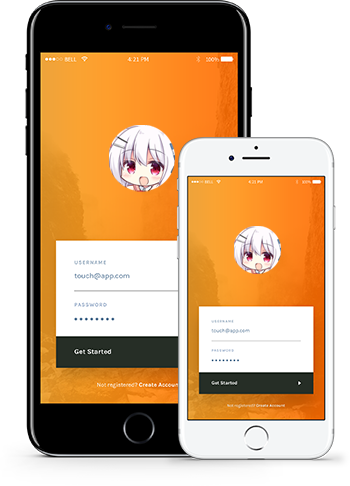 BELL 4:21 PM 100%
USERNAME
touch@app.com
PASSWORD
Get Started
Not registered? Create Account
BELL 4:21 PM 100%
USERNAME
touch@app.com
PASSWORD
Get Started
Not registered? Create Account